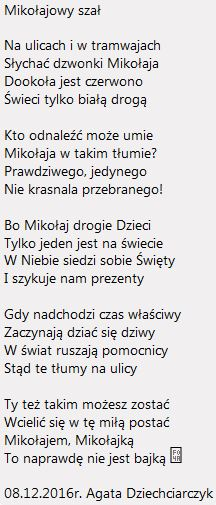 Mikołajowy szał

Na ulicach i w tramwajach
Słychać dzwonki Mikołaja
Dookoła jest czerwono
Świeci tylko białą drogą

Kto odnaleźć może umie
Mikołaja w takim tłumie?
Prawdziwego, jedynego
Nie krasnala przebranego!

Bo Mikołaj drogie Dzieci
Tylko jeden jest na świecie
W Niebie siedzi sobie Święty
I szykuje nam prezenty

Gdy nadchodzi czas właściwy
Zaczynają dziać się dziwy
W świat ruszają pomocnicy
Stąd te tłumy na ulicy

Ty też takim możesz zostać
Wcielić się w tę miłą postać
Mikołajem, Mikołajką
To naprawdę nie jest bajką

08.12.2016r. Agata Dziechciarczyk